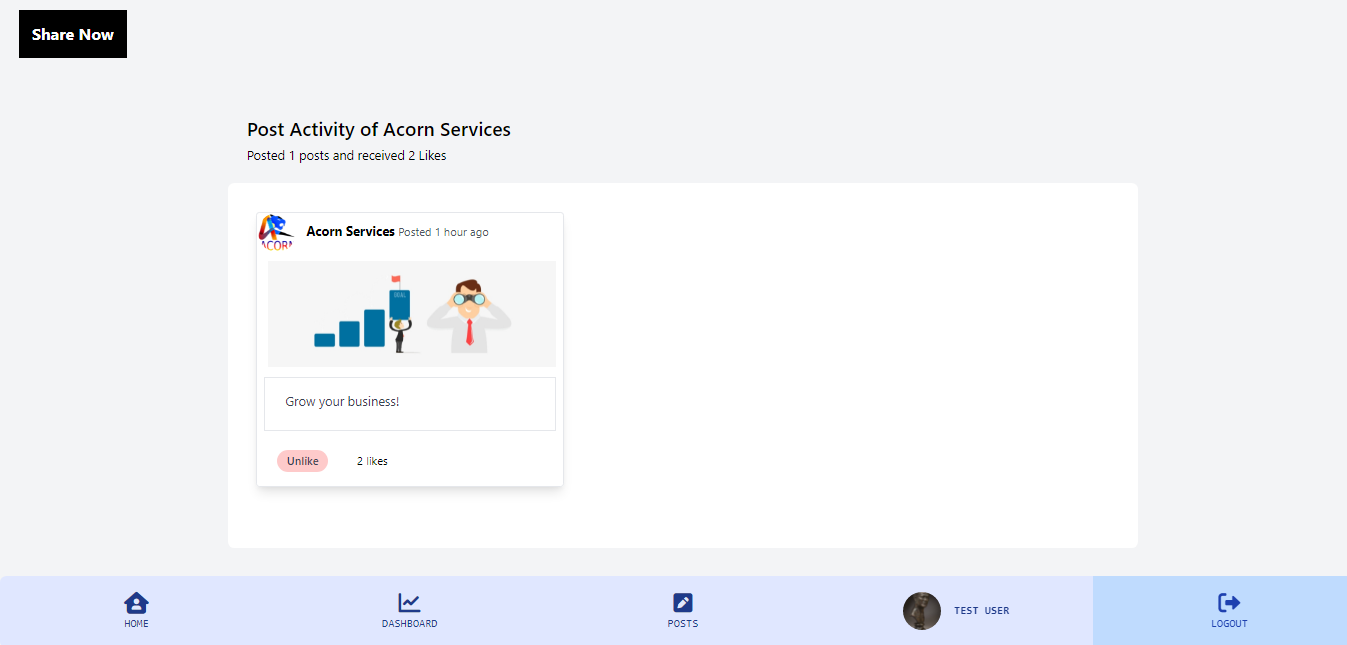 Share Now
Post Activity of Acorn Services
Posted 1 posts and received 2 Likes
ACORN
Acorn Services Posted 1 hour ago
GOAL
Grow your business!
Unlike 2 likes
HOME DASHBOARD POSTS TEST USER LOGOUT